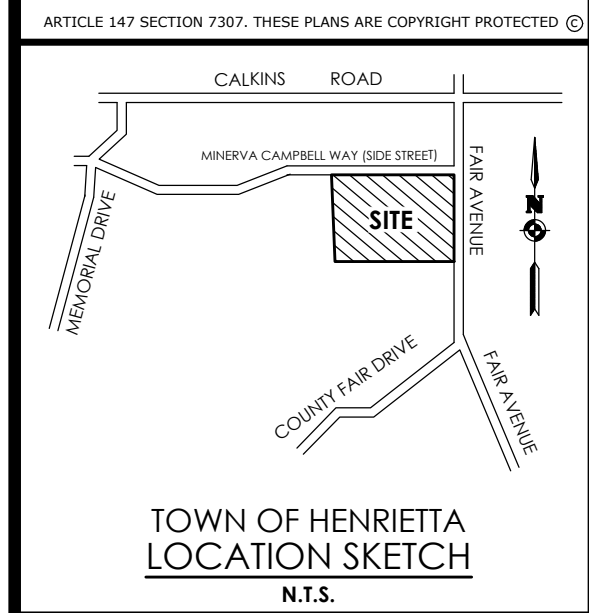 ARTICLE 147 SECTION 7307. THESE PLANS ARE COPYRIGHT PROTECTED ©
CALKINS ROAD
MINERVA CAMPBELL WAY (SIDE STREET)
FAIR AVENUE
MEMORIAL DRIVE
SITE
N
COUNTY FAIR DRIVE
FAIR AVENUE
TOWN OF HENRIETTA
LOCATION SKETCH
N.T.S.